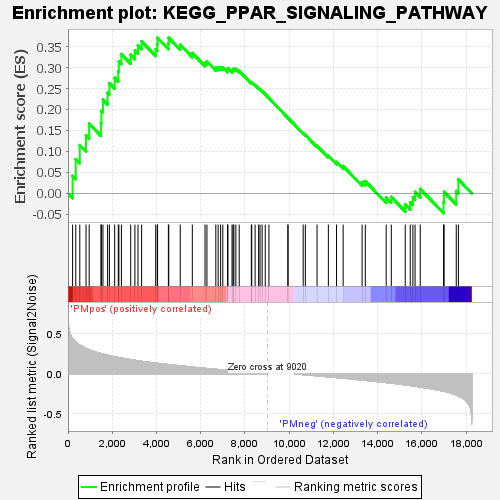 Enrichment plot: KEGG_PPAR_SIGNALING_PATHWAY
Enrichment score (ES)
0.35
0.30
0.25
0.20
0.15
0.10
0.05
0.00
-0.05
'PMpos' (positively correlated)
Ranked list metric (Signal2Noise)
0.5
0.0
-0.5
Zero cross at 9020
'PMneg' (negatively correlated)
0
2,000
4,000
6,000
8,000
10,000
12,000
14,000
16,000
18,000
Rank in Ordered Dataset
Enrichment profile
Hits
Ranking metric scores